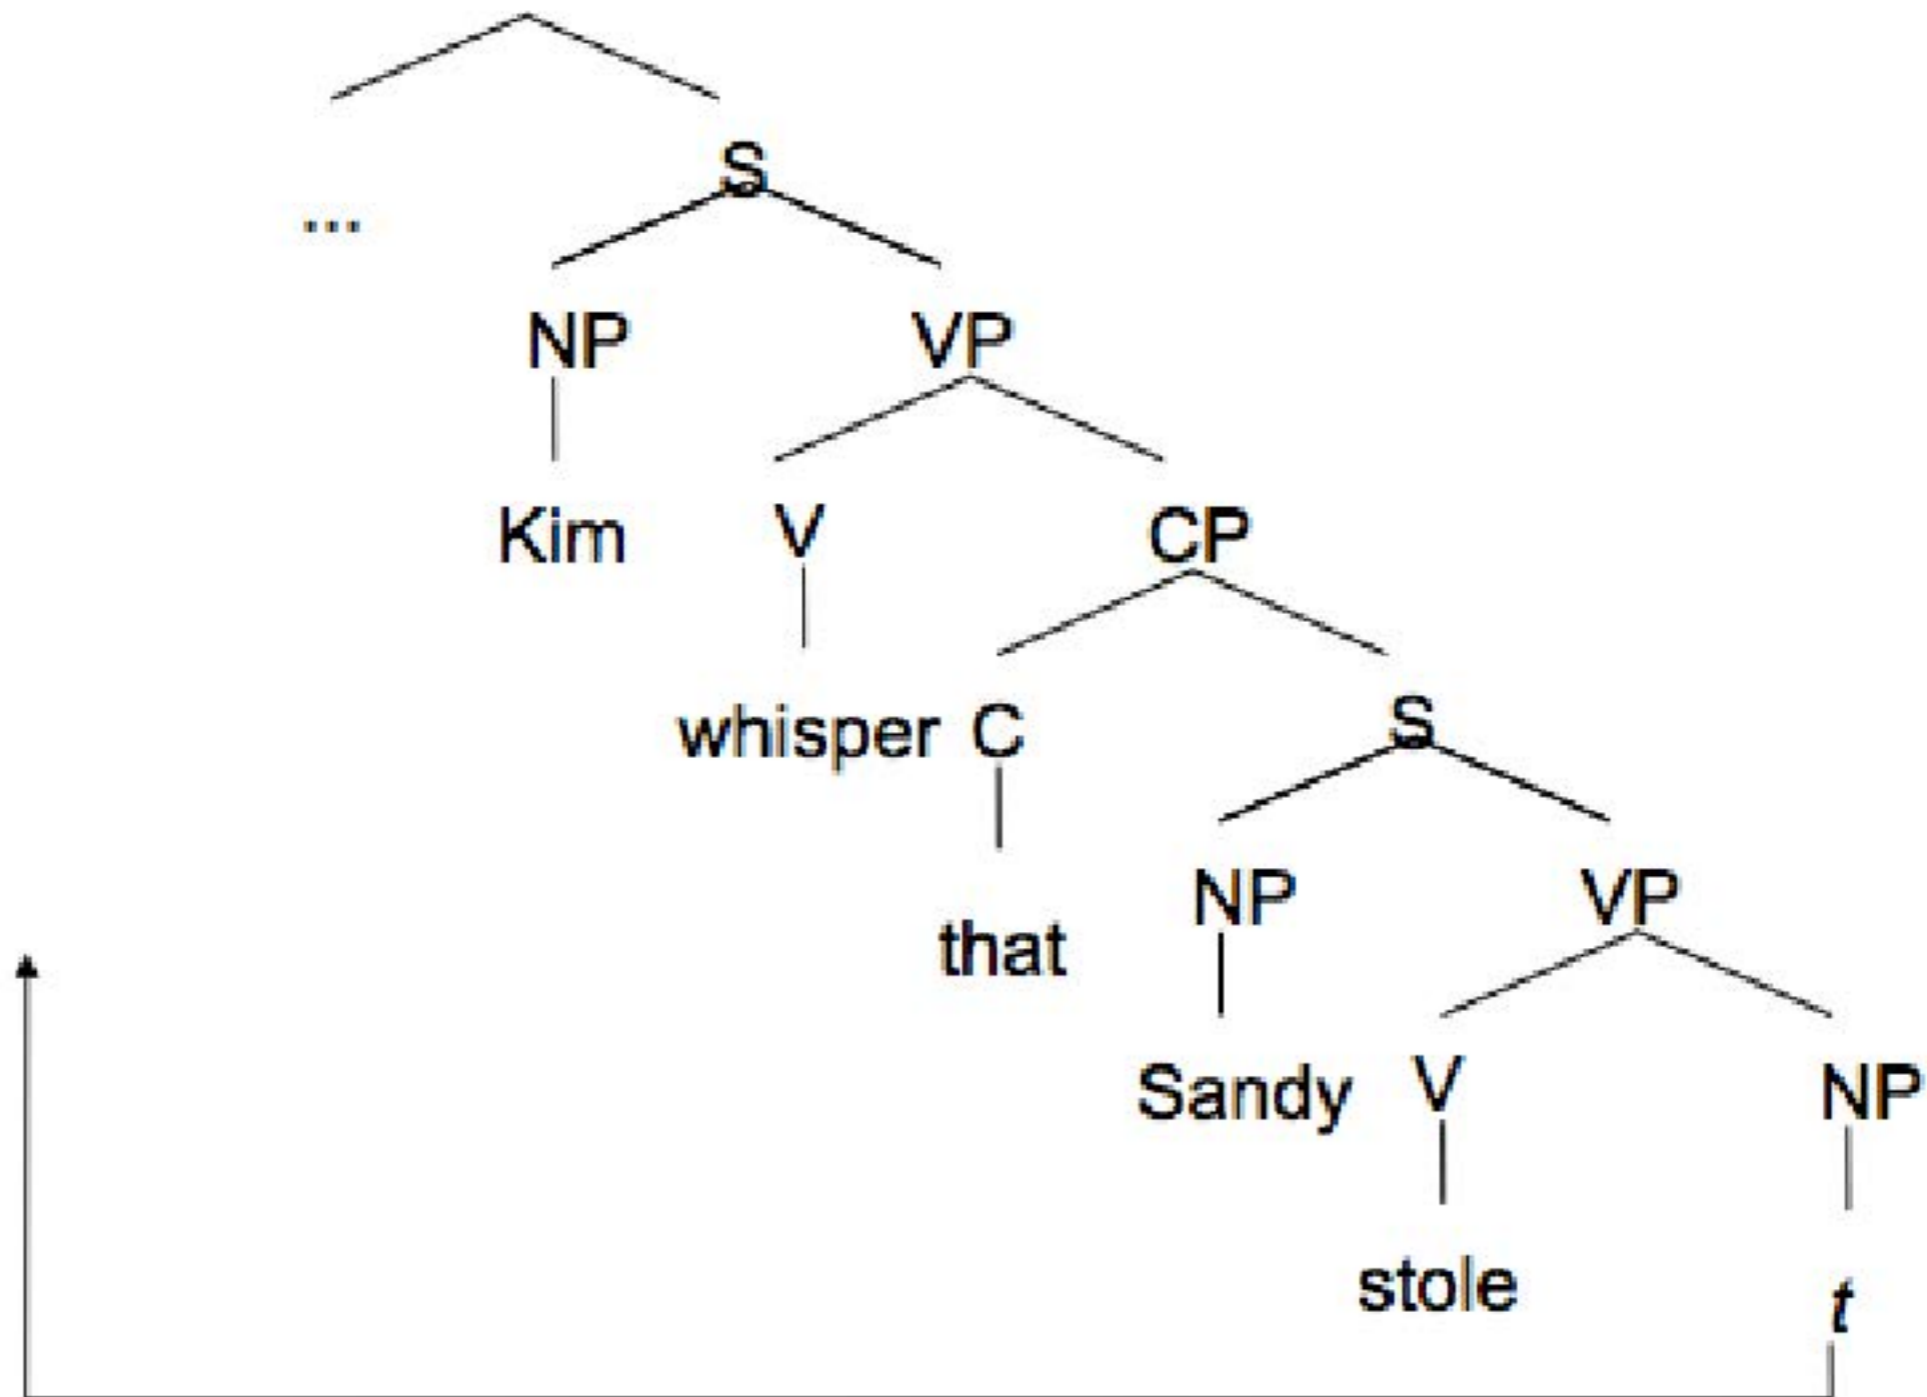 S
...
NP VP
Kim V CP
whisper C S
that NP VP
Sandy V NP
stole t